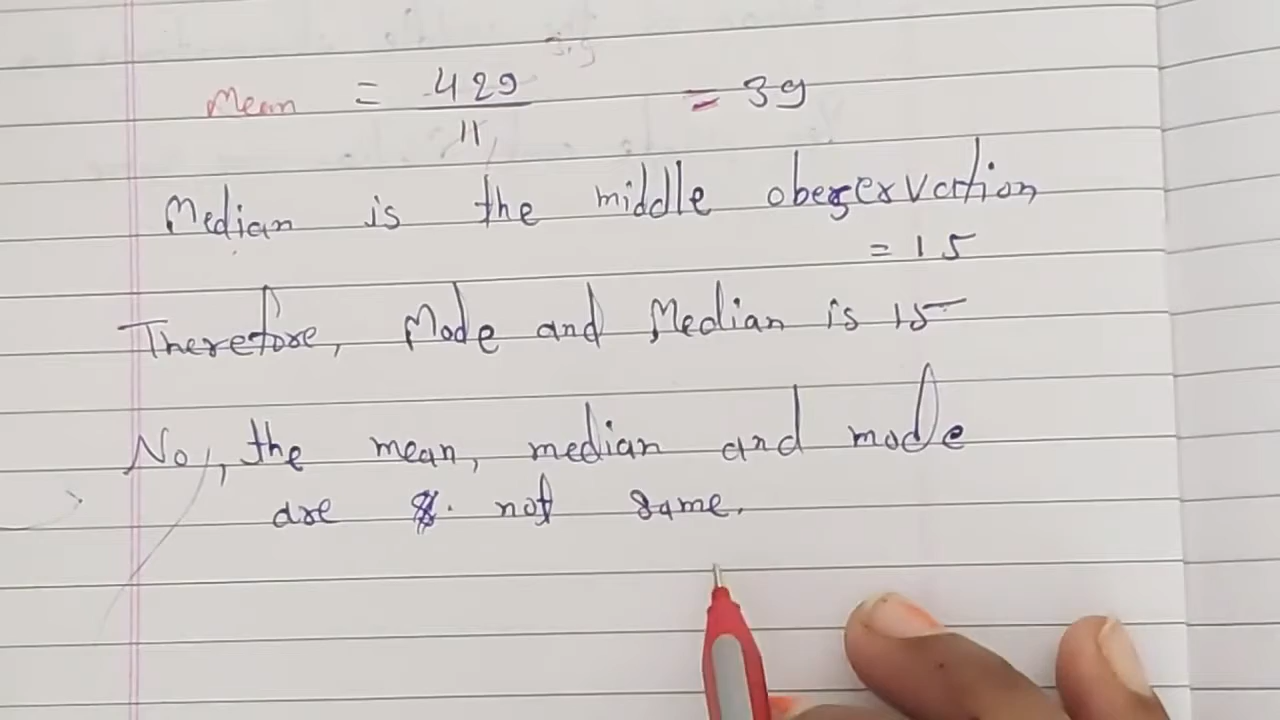 Mean = 429 = 39
11
Median is the middle obersexvation
= 15
Therefore, Mode and Median is 15
No, the mean, median and mode
are not same.